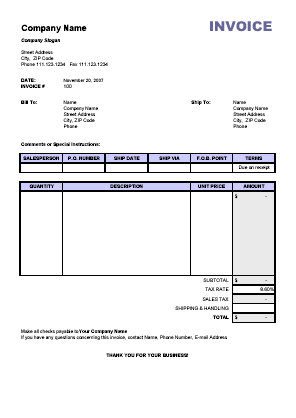 Company Name
INVOICE
Company Slogan
Street Address
City, ZIP Code
Phone 111.123.1234 Fax 111.123.1234
DATE: November 20, 2007
INVOICE # 100
Bill To: Name Ship To: Name
Company Name Company Name
Street Address Street Address
City, ZIP Code City, ZIP Code
Phone Phone
Comments or Special Instructions:
SALESPERSON P.O. NUMBER SHIP DATE SHIP VIA F.O.B. POINT TERMS
Due on receipt
QUANTITY DESCRIPTION UNIT PRICE AMOUNT
$ -
SUBTOTAL $ -
TAX RATE 8.60%
SALES TAX -
SHIPPING & HANDLING
TOTAL $ -
Make all checks payable to Your Company Name
If you have any questions concerning this invoice, contact Name, Phone Number, E-mail Address
THANK YOU FOR YOUR BUSINESS!